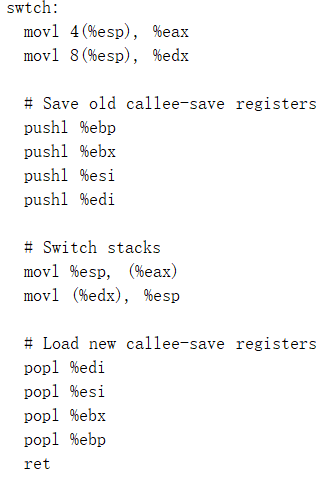 swtch:
movl 4(%esp), %eax
movl 8(%esp), %edx
# Save old callee-save registers
pushl %ebp
pushl %ebx
pushl %esi
pushl %edi
# Switch stacks
movl %esp, (%eax)
movl (%edx), %esp
# Load new callee-save registers
popl %edi
popl %esi
popl %ebx
popl %ebp
ret